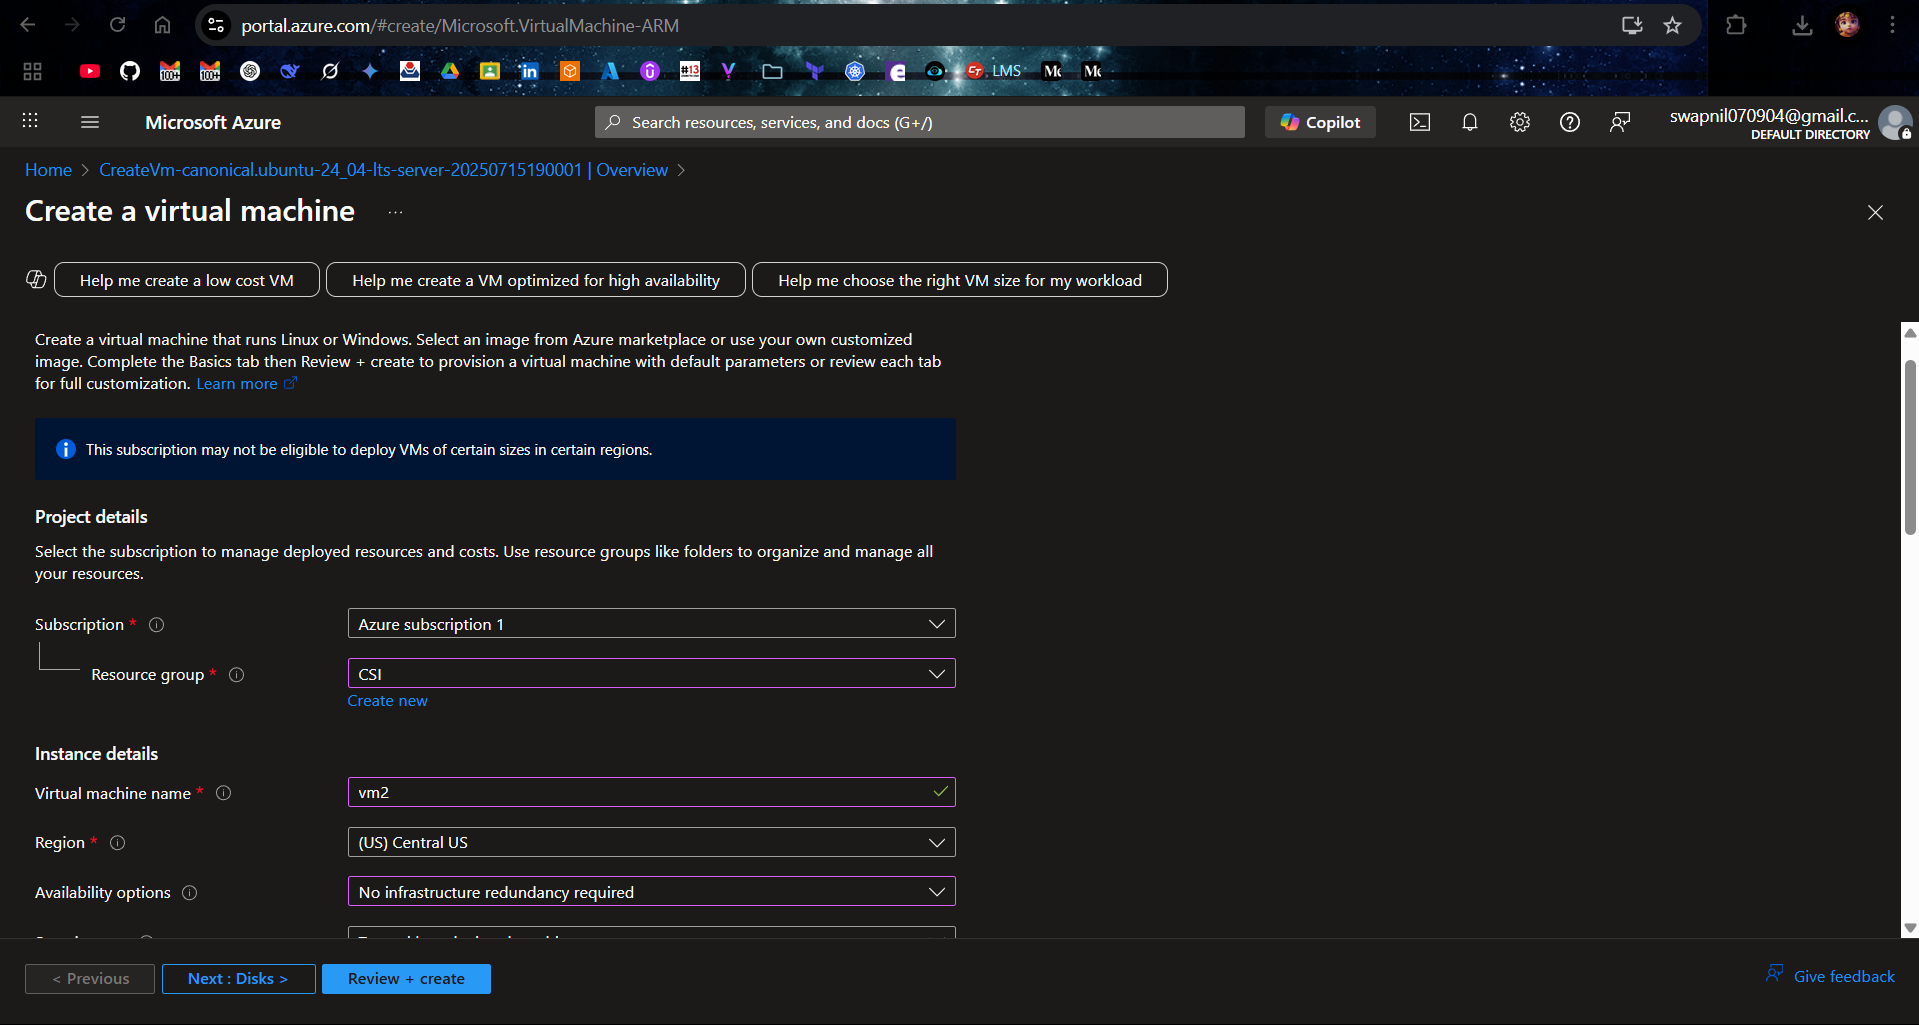 portal.azure.com/#create/Microsoft.VirtualMachine-ARM
100+
100+
in
#13
LMS
Microsoft Azure
Search resources, services, and docs (G+/)
Copilot
swapnil070904@gmail.c...
DEFAULT DIRECTORY
Home > CreateVm-canonical.ubuntu-24_04-lts-server-20250715190001 | Overview >
Create a virtual machine ...
Help me create a low cost VM
Help me create a VM optimized for high availability
Help me choose the right VM size for my workload
Create a virtual machine that runs Linux or Windows. Select an image from Azure marketplace or use your own customized
image. Complete the Basics tab then Review + create to provision a virtual machine with default parameters or review each tab
for full customization. Learn more
This subscription may not be eligible to deploy VMs of certain sizes in certain regions.
Project details
Select the subscription to manage deployed resources and costs. Use resource groups like folders to organize and manage all
your resources.
Subscription *
Azure subscription 1
Resource group *
CSI
Create new
Instance details
Virtual machine name *
vm2
Region *
(US) Central US
Availability options
No infrastructure redundancy required
< Previous
Next : Disks >
Review + create
Give feedback